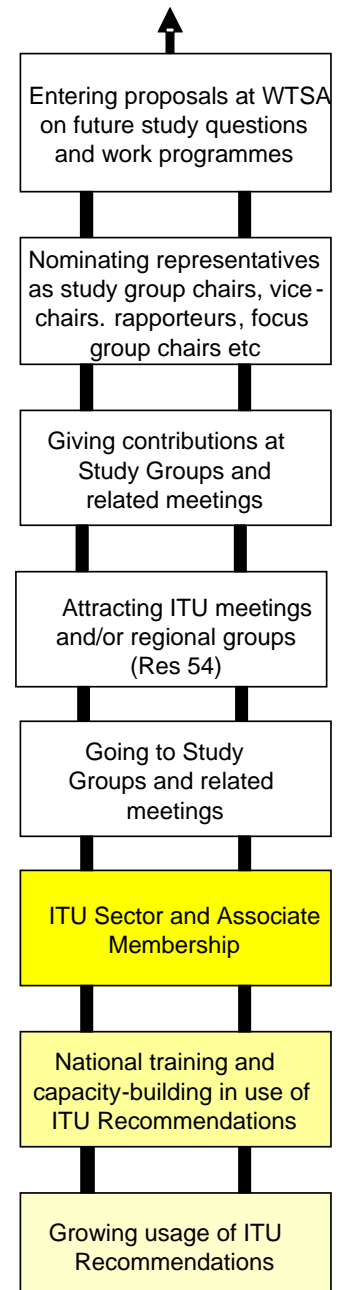 Entering proposals at WTSA
on future study questions
and work programmes
Nominating representatives
as study group chairs, vice-
chairs. rapporteurs, focus
group chairs etc
Giving contributions at
Study Groups and
related meetings
Attracting ITU meetings
and/or regional groups
(Res 54)
Going to Study
Groups and related
meetings
ITU Sector and Associate
Membership
National training and
capacity-building in use of
ITU Recommendations
Growing usage of ITU
Recommendations